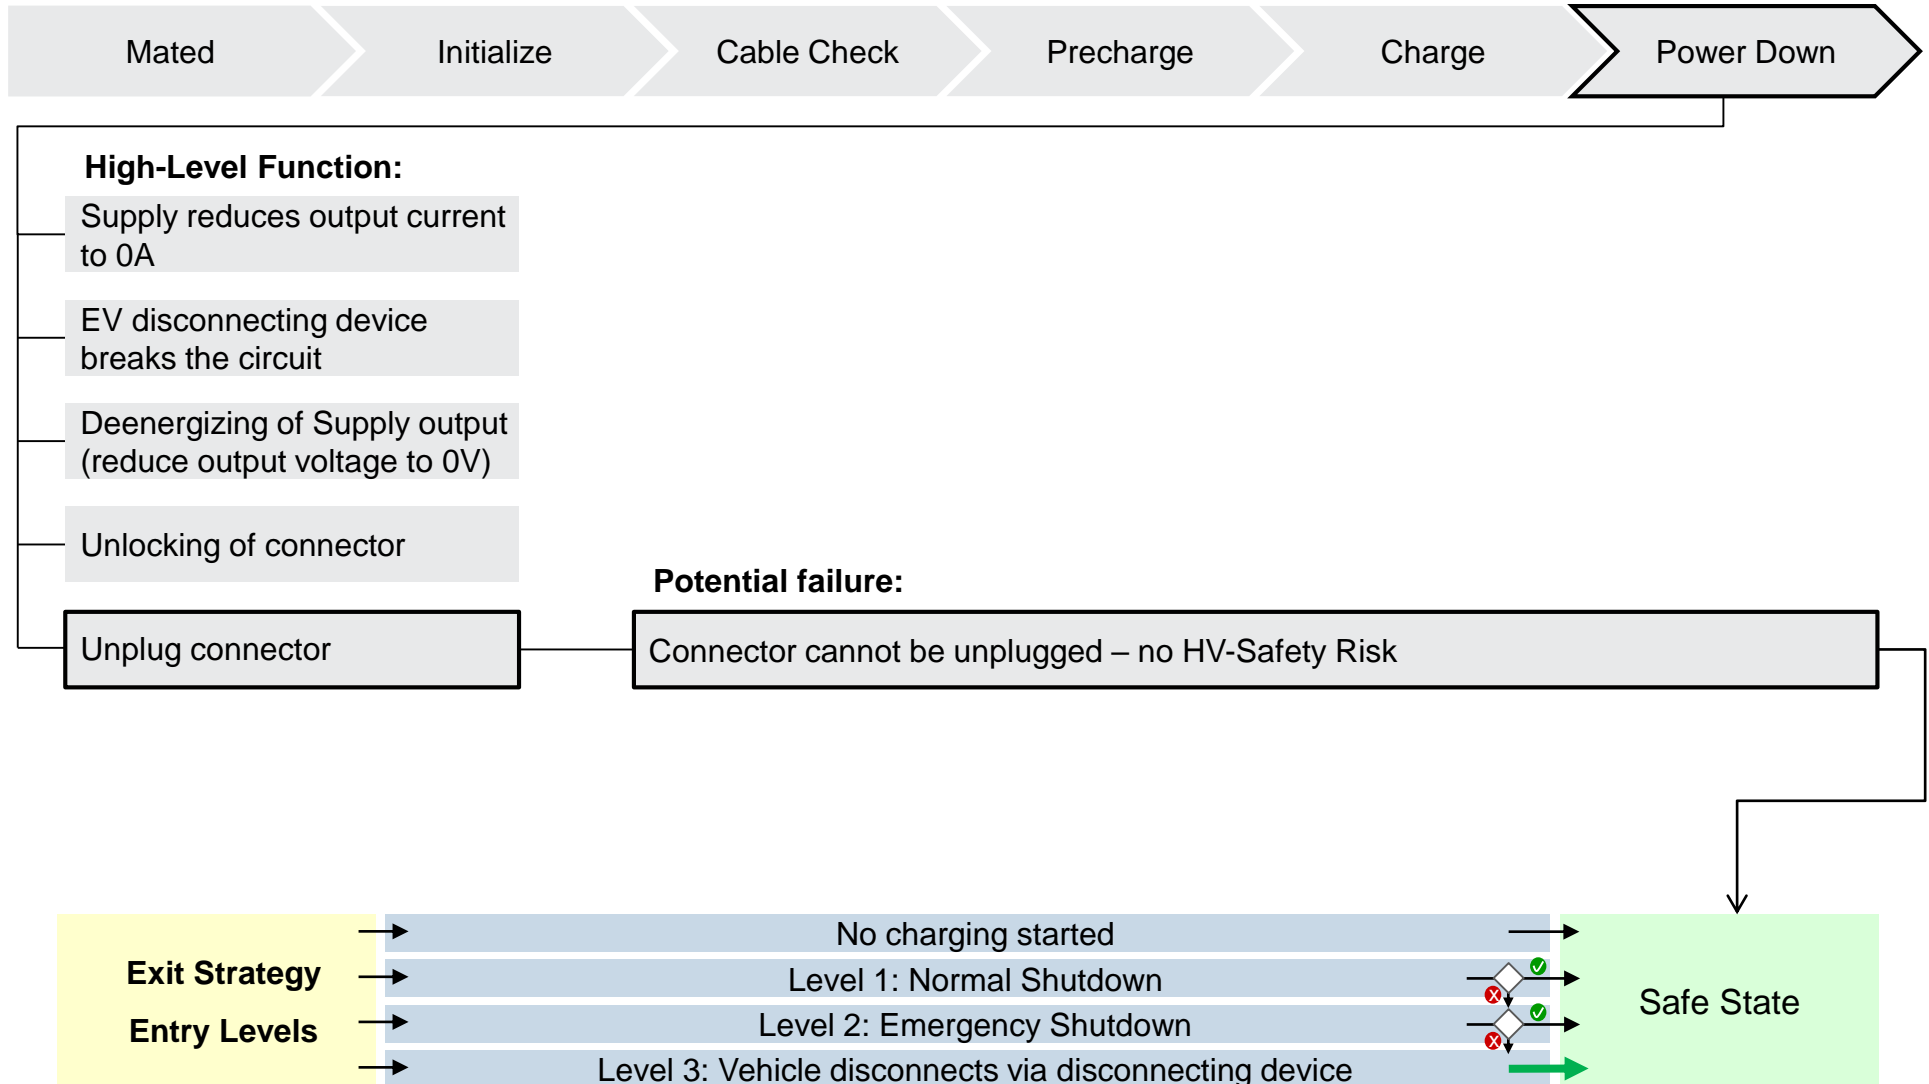 Mated
Initialize
Cable Check
Precharge
Charge
Power Down
High-Level Function:
Supply reduces output current
to 0A
EV disconnecting device
breaks the circuit
Deenergizing of Supply output
(reduce output voltage to 0V)
Unlocking of connector
Potential failure:
Unplug connector
Connector cannot be unplugged – no HV-Safety Risk
Exit Strategy
Entry Levels
No charging started
Level 1: Normal Shutdown
Level 2: Emergency Shutdown
Level 3: Vehicle disconnects via disconnecting device
Safe State